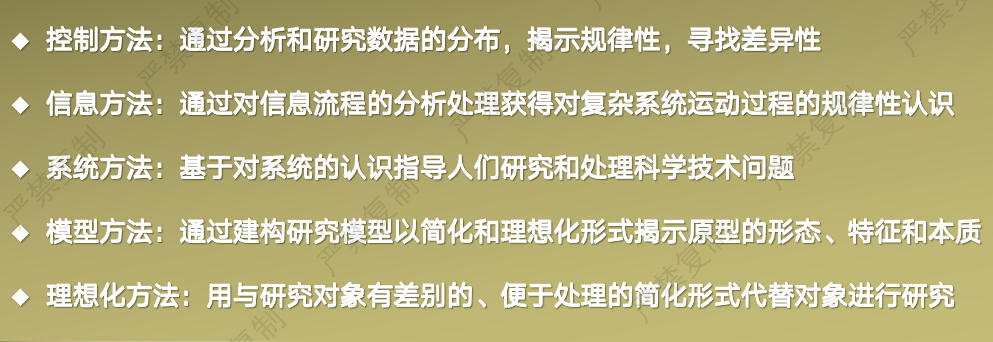 ◆ 控制方法：通过分析和研究数据的分布，揭示规律性，寻找差异性
◆ 信息方法：通过对信息流程的分析处理获得对复杂系统运动过程的规律性认识
◆ 系统方法：基于对系统的认识指导人们研究和处理科学技术问题
◆ 模型方法：通过建构研究模型以简化和理想化形式揭示原型的形态、特征和本质
◆ 理想化方法：用与研究对象有差别的、便于处理的简化形式代替对象进行研究
严禁复制
严禁复制
严禁复制
严禁复制
严禁复制
严禁复制